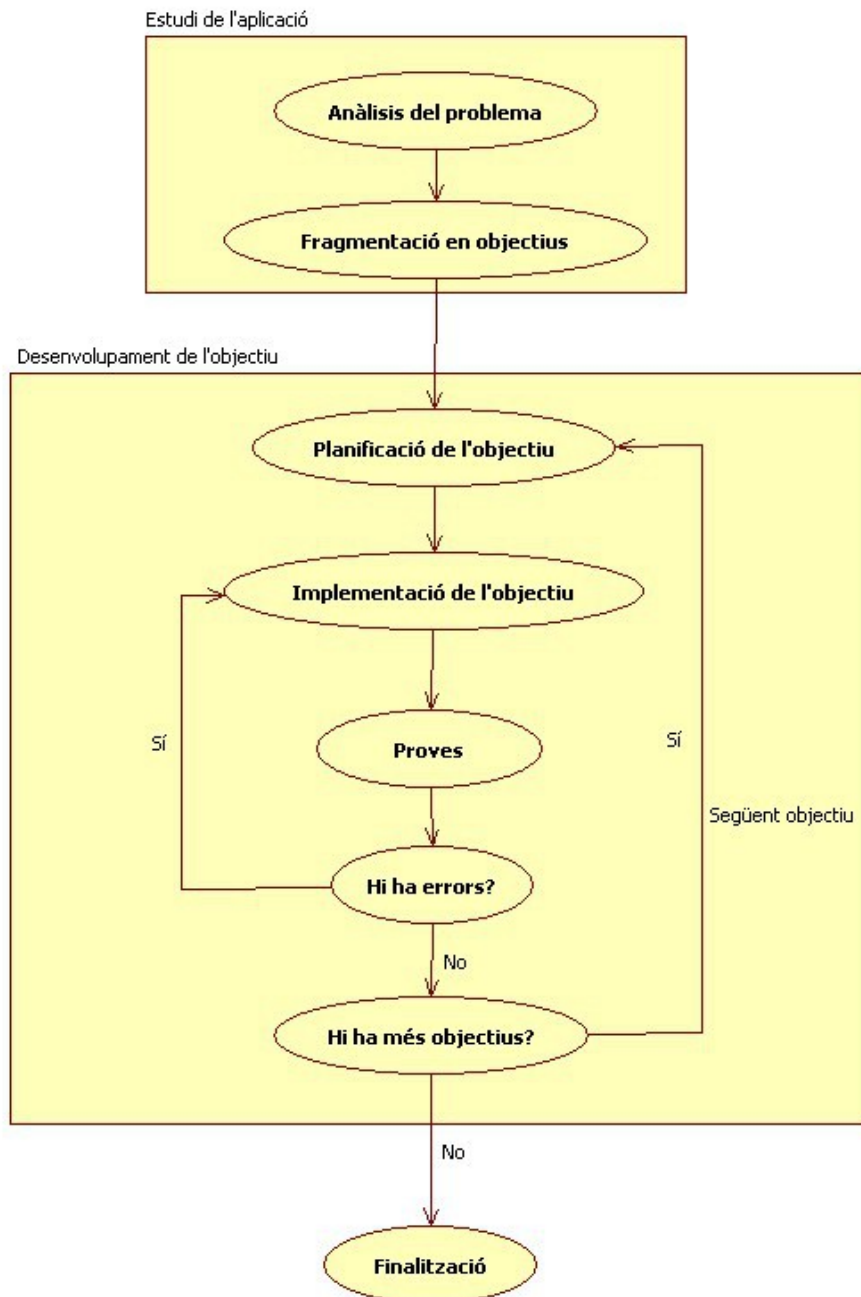 Estudi de l'aplicació
Anàlisis del problema
Fragmentació en objectius
Desenvolupament de l'objectiu
Planificació de l'objectiu
Implementació de l'objectiu
Sí
Proves
Sí
Següent objectiu
Hi ha errors?
No
Hi ha més objectius?
No
Finalització